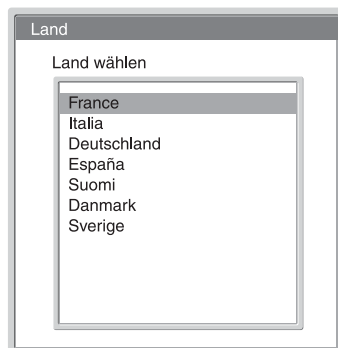 Land
Land wählen
France
Italia
Deutschland
España
Suomi
Danmark
Sverige